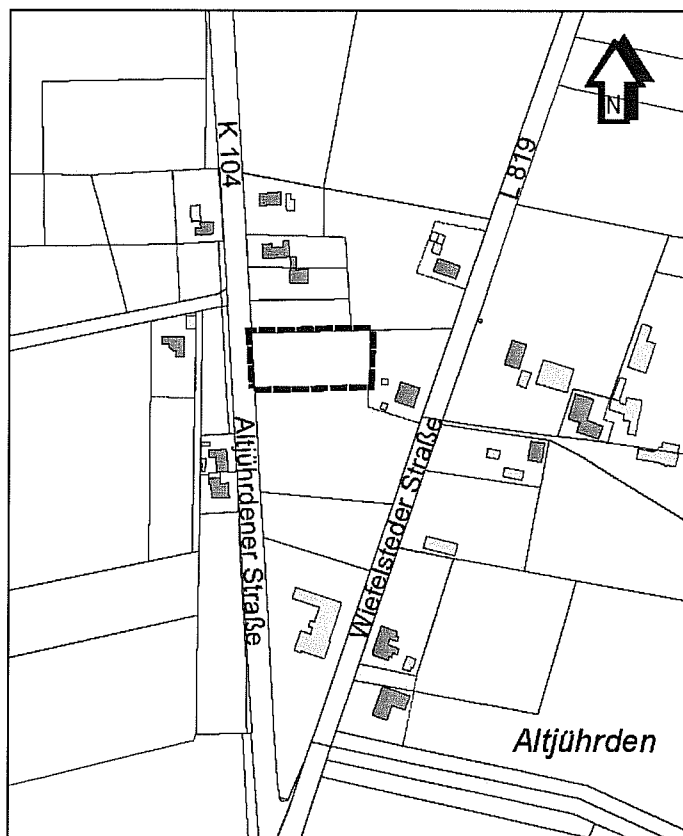 N
K 104
L 819
Altjührdener Straße
Wiefelsteder Straße
Altjührden